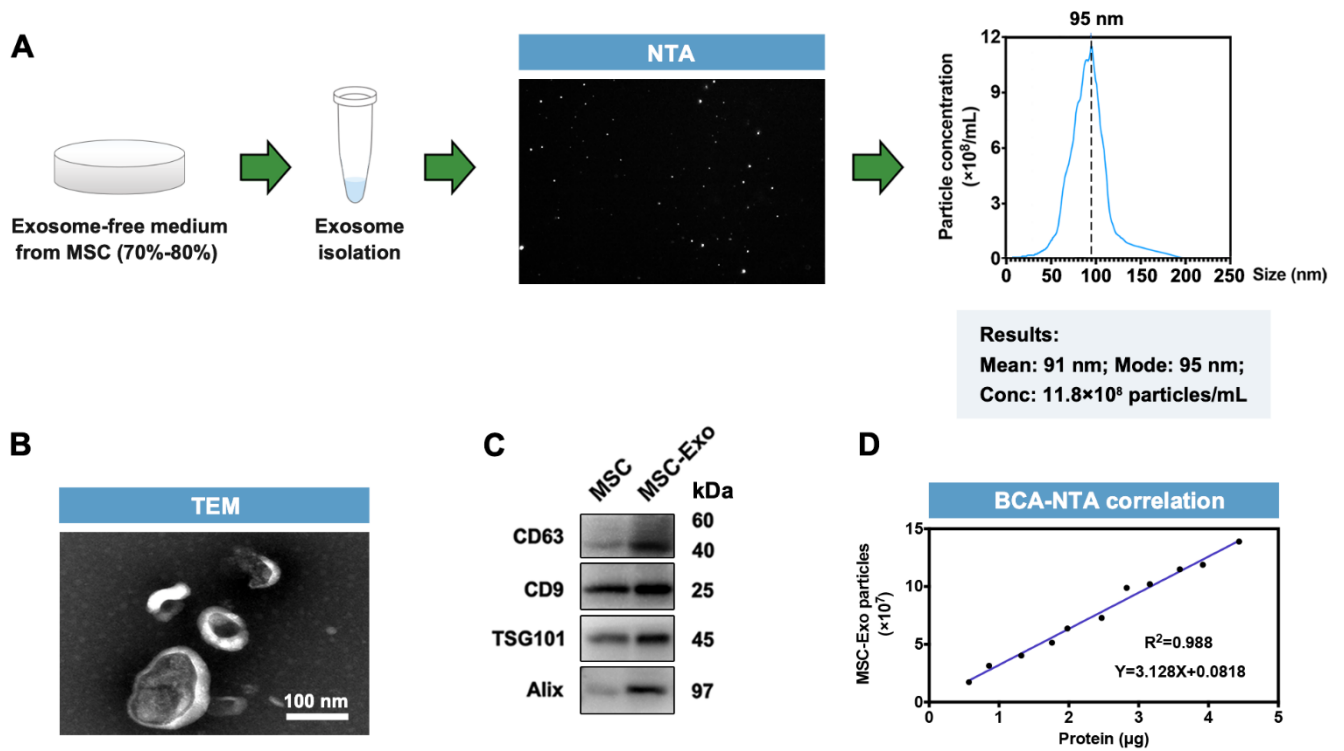 A
Exosome-free medium
from MSC (70%-80%)
Exosome
isolation
NTA
95 nm
Particle concentration
(×10⁸/mL)
12
9
6
3
0
0
50
100
150
200
250
Size (nm)
Results:
Mean: 91 nm; Mode: 95 nm;
Conc: 11.8×10⁸ particles/mL
B
TEM
100 nm
C
MSC
MSC-Exo
kDa
CD63
60
40
CD9
25
TSG101
45
Alix
97
D
BCA-NTA correlation
MSC-Exo particles
(×10⁷)
15
10
5
0
0
1
2
3
4
5
R²=0.988
Y=3.128X+0.0818
Protein (μg)